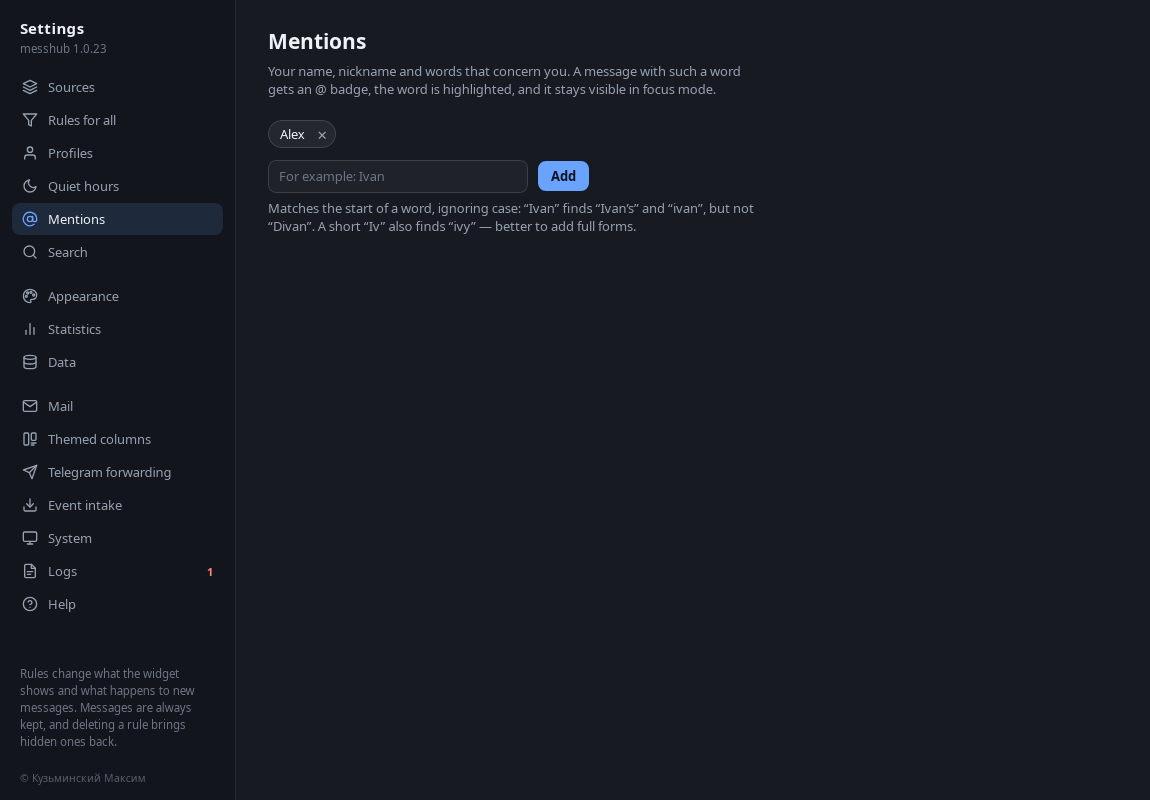 Settings
messhub 1.0.23
Sources
Rules for all
Profiles
Quiet hours
Mentions
Search
Appearance
Statistics
Data
Mail
Themed columns
Telegram forwarding
Event intake
System
Logs 1
Help
Rules change what the widget
shows and what happens to new
messages. Messages are always
kept, and deleting a rule brings
hidden ones back.
© Кузьминский Максим
Mentions
Your name, nickname and words that concern you. A message with such a word
gets an @ badge, the word is highlighted, and it stays visible in focus mode.
Alex ×
For example: Ivan
Add
Matches the start of a word, ignoring case: “Ivan” finds “Ivan’s” and “ivan”, but not
“Divan”. A short “Iv” also finds “ivy” — better to add full forms.